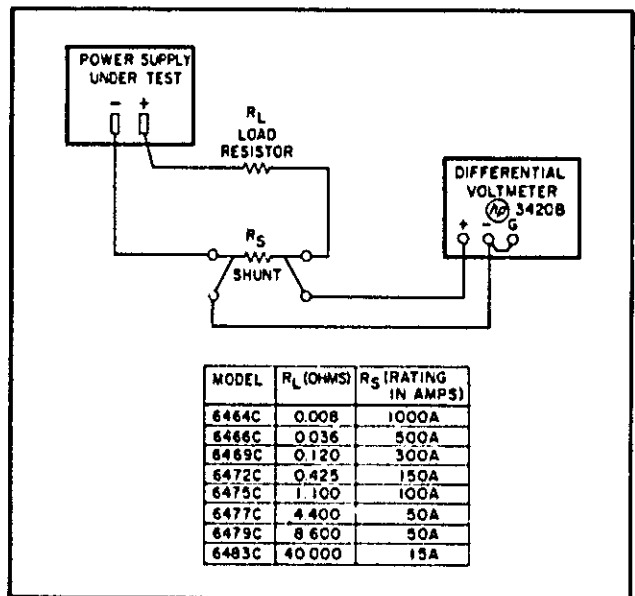 POWER SUPPLY
UNDER TEST
- +
RL
LOAD
RESISTOR
DIFFERENTIAL
VOLTMETER
hp 3420B
+ - G
RS
SHUNT
MODEL RL (OHMS) RS (RATING IN AMPS)
6464C 0.008 1000A
6466C 0.036 500A
6469C 0.120 300A
6472C 0.425 150A
6475C 1.100 100A
6477C 4.400 50A
6479C 8.600 50A
6483C 40.000 15A